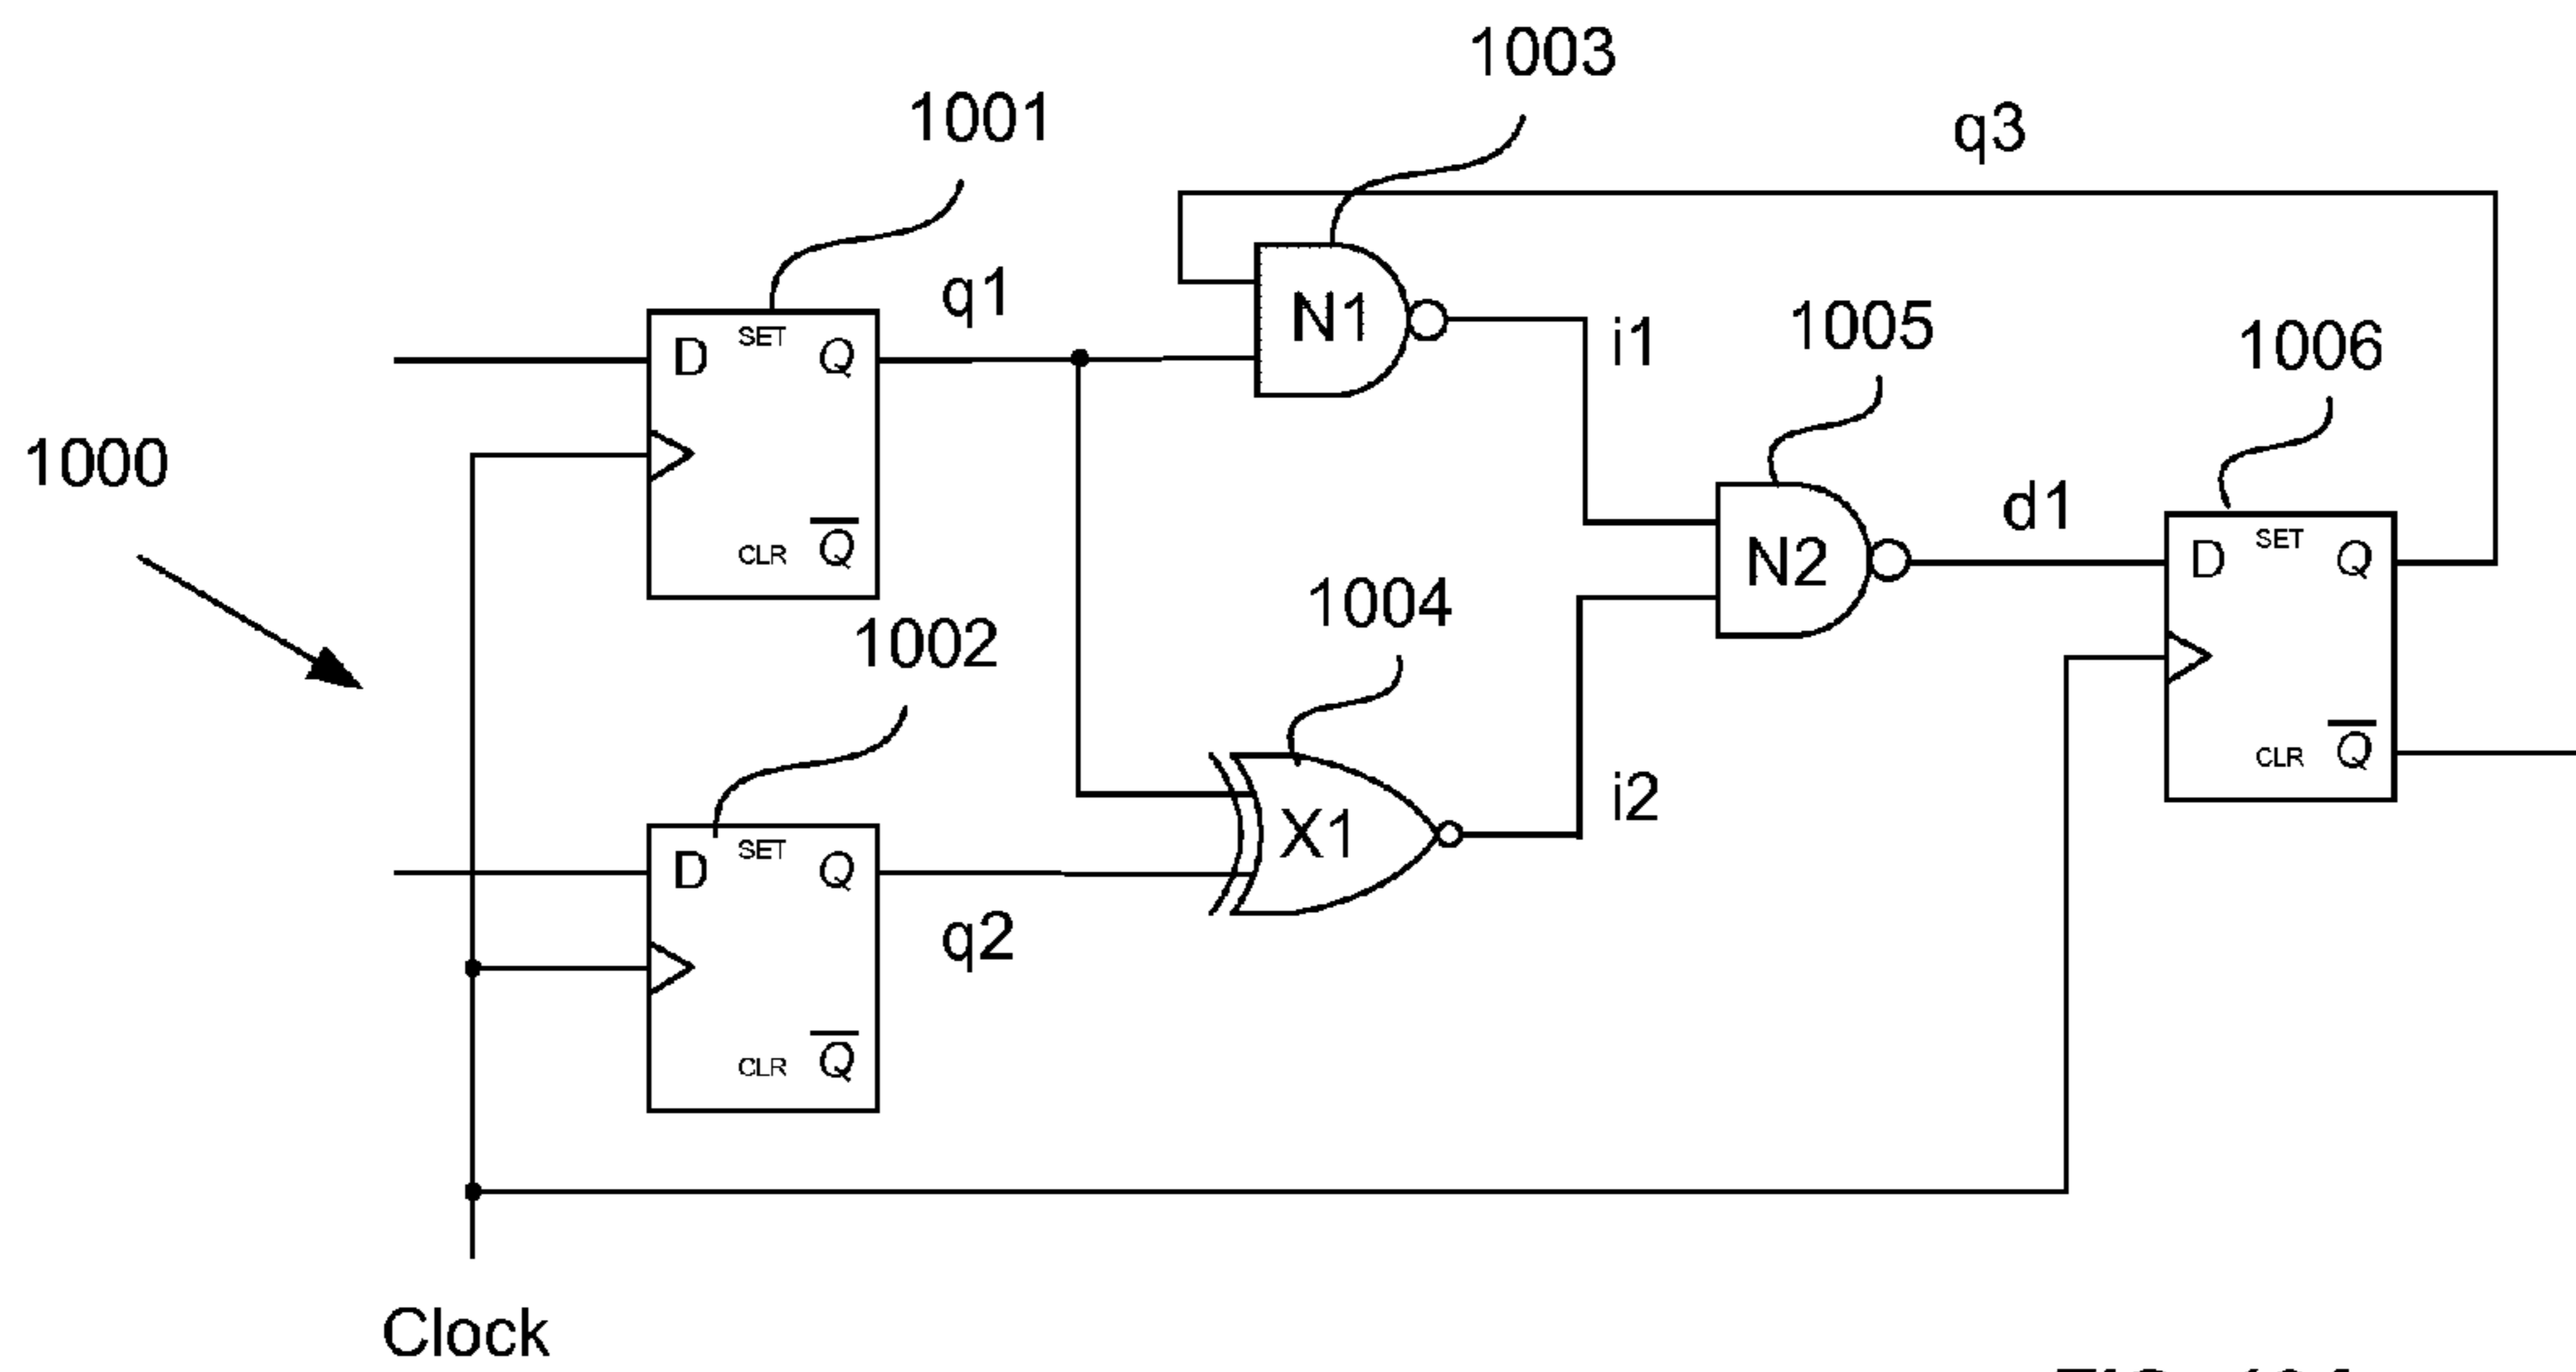 1003
1001
q3
q1
N1
i1
1005
1006
D SET Q
1000
CLR Q̅
1002
1004
N2
d1
D SET Q
CLR Q̅
X1
i2
D SET Q
q2
CLR Q̅
Clock